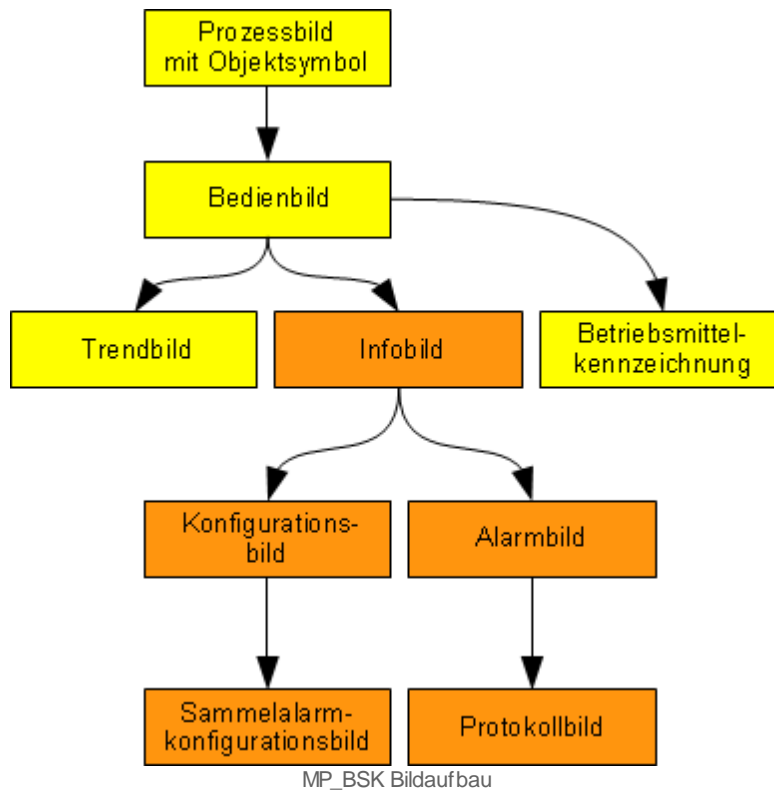 Prozessbild
mit Objektsymbol
Bedienbild
Trendbild
Infobild
Betriebsmittel-
kennzeichnung
Konfigurations-
bild
Alarmbild
Sammelalarm-
konfigurationsbild
Protokollbild
MP_BSK Bildaufbau